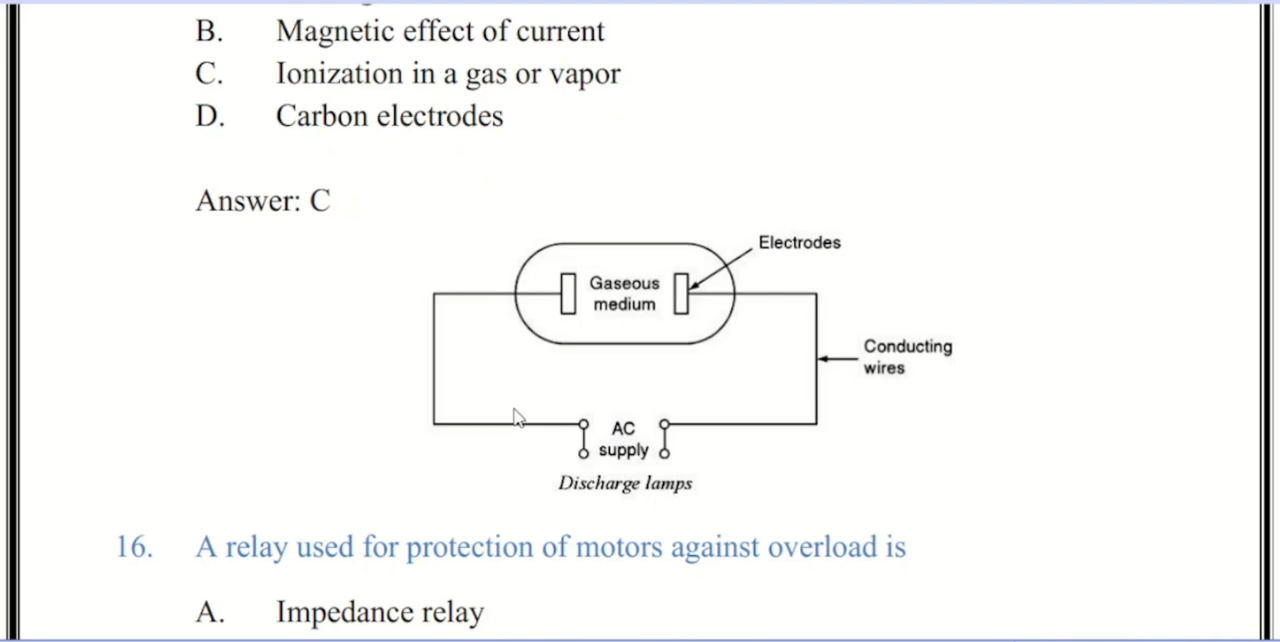 B. Magnetic effect of current
C. Ionization in a gas or vapor
D. Carbon electrodes
Answer: C
Electrodes
Gaseous
medium
Conducting
wires
AC
supply
Discharge lamps
16. A relay used for protection of motors against overload is
A. Impedance relay